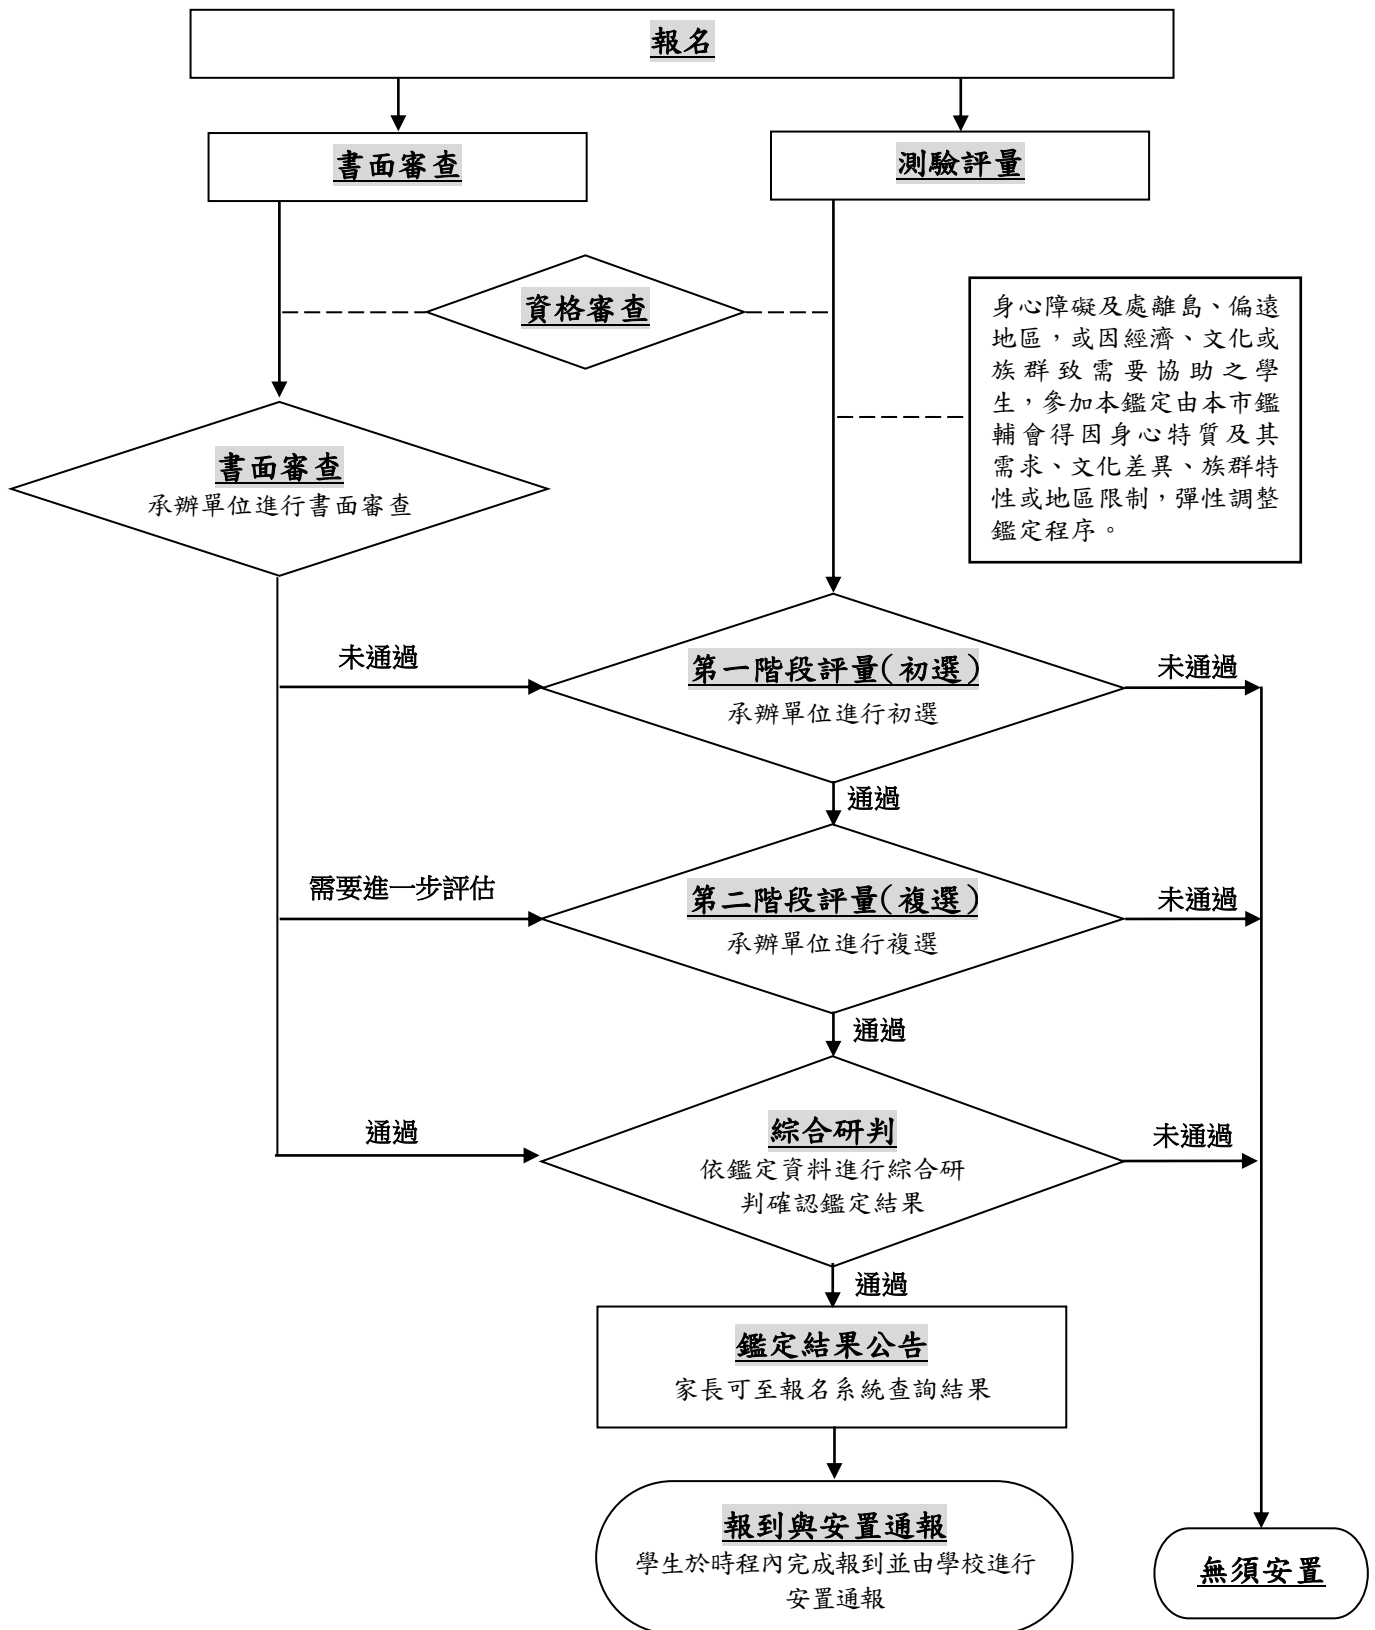 報名
書面審查
測驗評量
資格審查
身心障礙及處離島、偏遠
地區，或因經濟、文化或
族群致需要協助之學
生，參加本鑑定由本市鑑
輔會得因身心特質及其
需求、文化差異、族群特
性或地區限制，彈性調整
鑑定程序。
書面審查
承辦單位進行書面審查
未通過
第一階段評量(初選)
承辦單位進行初選
未通過
通過
需要進一步評估
第二階段評量(複選)
承辦單位進行複選
未通過
通過
通過
綜合研判
依鑑定資料進行綜合研
判確認鑑定結果
未通過
通過
鑑定結果公告
家長可至報名系統查詢結果
報到與安置通報
學生於時程內完成報到並由學校進行
安置通報
無須安置